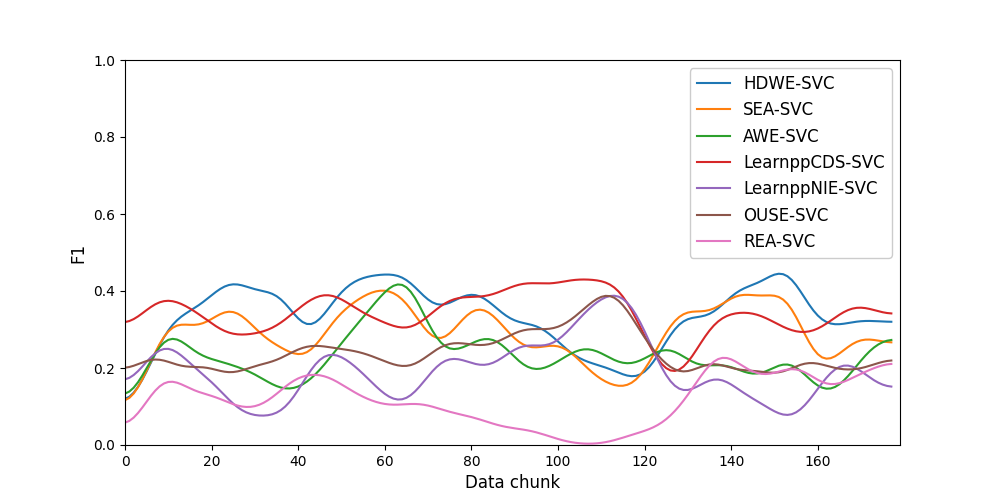 1.0
0.8
0.6
0.4
0.2
0.0
F1
0
20
40
60
80
100
120
140
160
Data chunk
HDWE-SVC
SEA-SVC
AWE-SVC
LearnppCDS-SVC
LearnppNIE-SVC
OUSE-SVC
REA-SVC